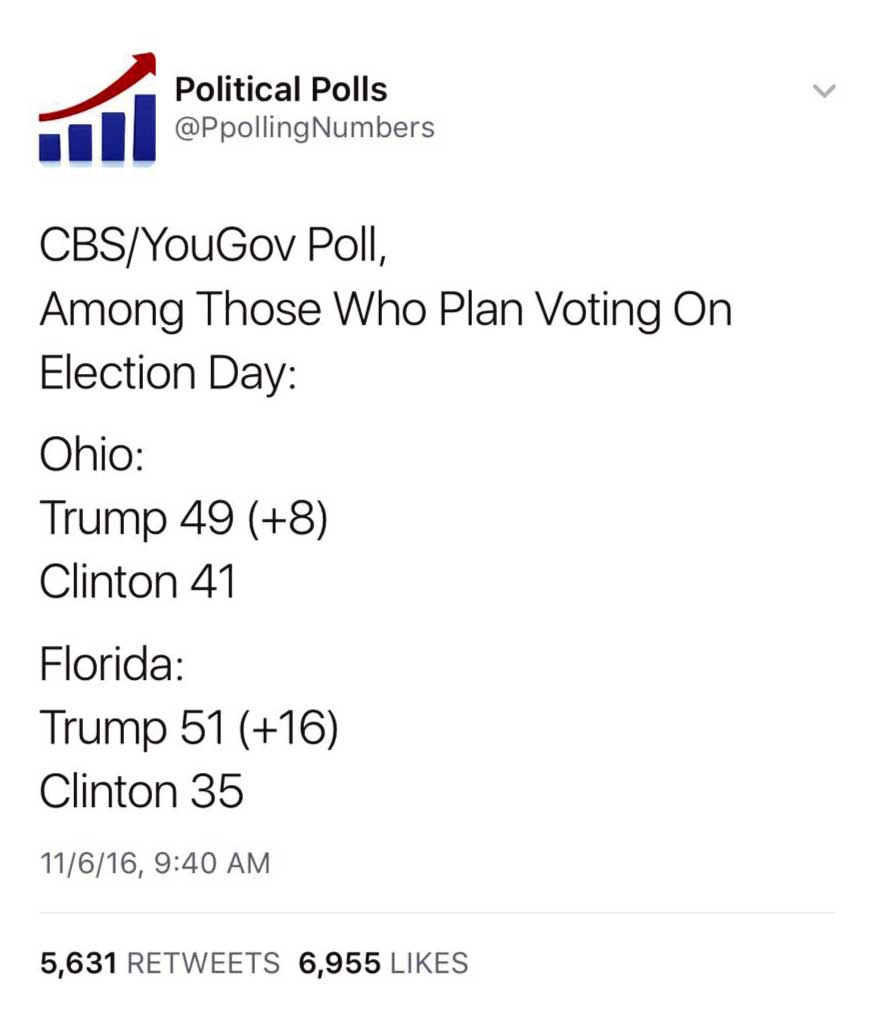 Political Polls
@PpollingNumbers
CBS/YouGov Poll,
Among Those Who Plan Voting On
Election Day:
Ohio:
Trump 49 (+8)
Clinton 41
Florida:
Trump 51 (+16)
Clinton 35
11/6/16, 9:40 AM
5,631 RETWEETS 6,955 LIKES